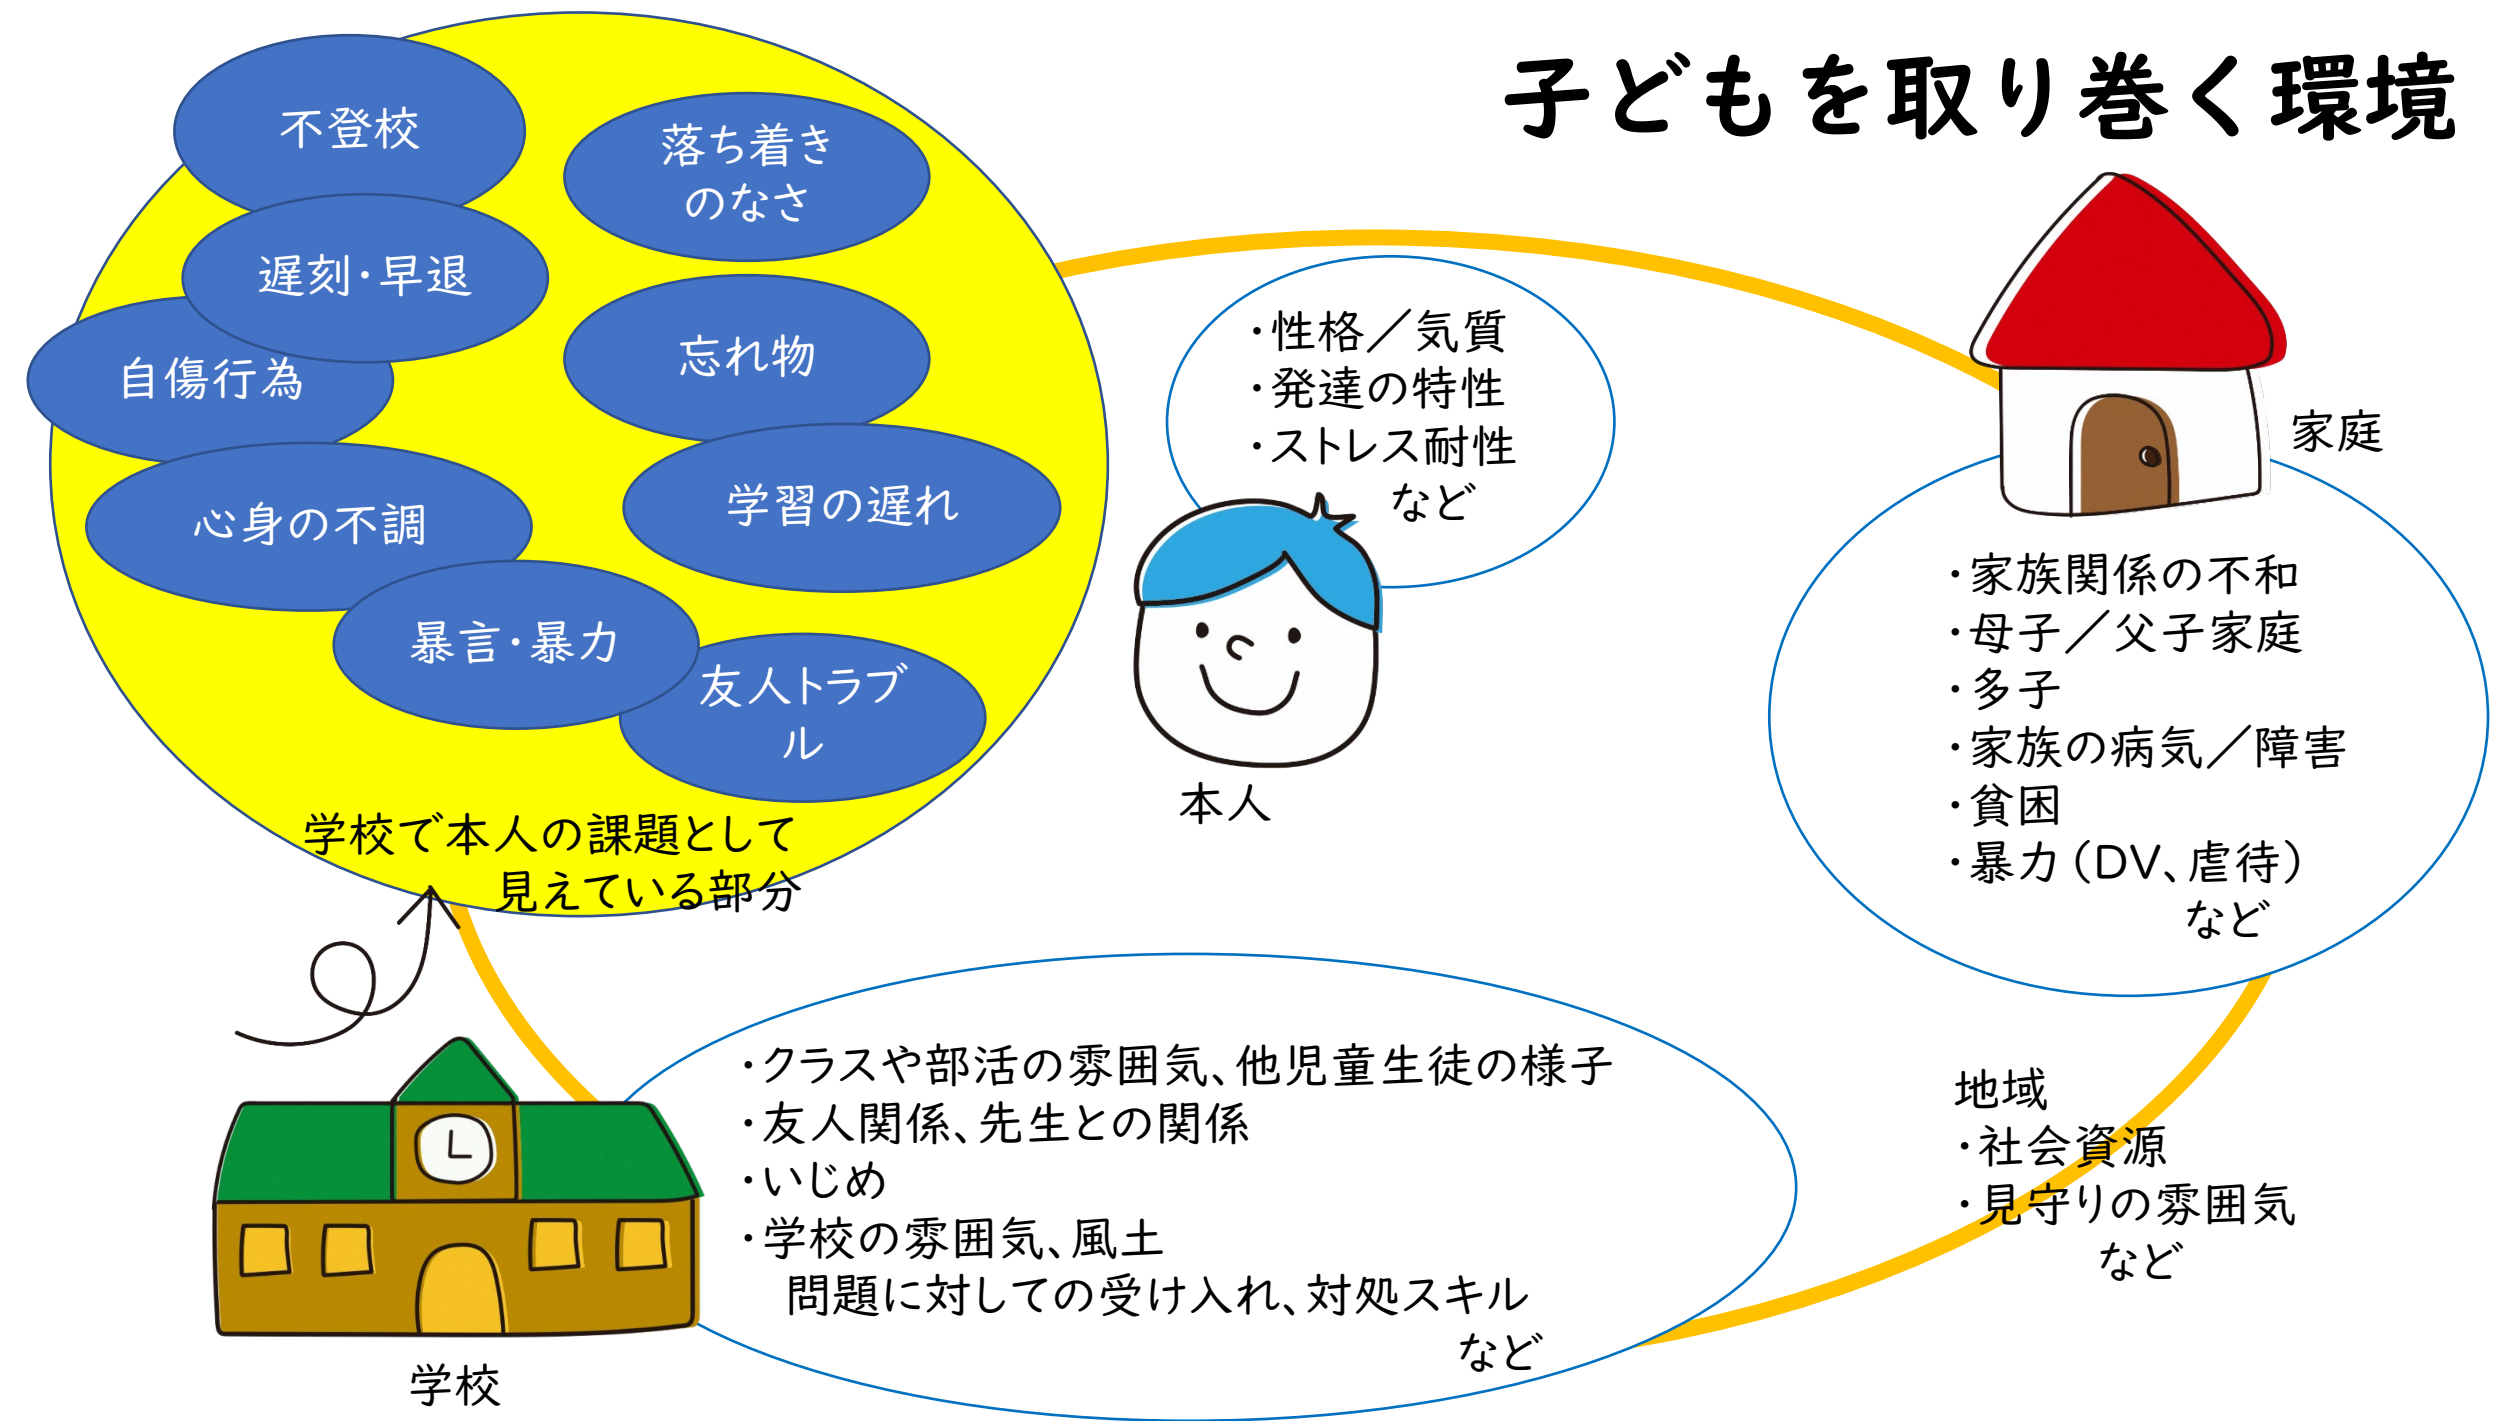 子どもを取り巻く環境
不登校
落ち着き
のなさ
遅刻・早退
自傷行為
忘れ物
心身の不調
学習の遅れ
暴言・暴力
友人トラブ
ル
学校で本人の課題として
見えている部分
・性格／気質
・発達の特性
・ストレス耐性
など
本人
家庭
・家族関係の不和
・母子／父子家庭
・多子
・家族の病気／障害
・貧困
・暴力（DV、虐待）
など
・クラスや部活の雰囲気、他児童生徒の様子
・友人関係、先生との関係
・いじめ
・学校の雰囲気、風土
問題に対しての受け入れ、対処スキル
など
学校
地域
・社会資源
・見守りの雰囲気
など